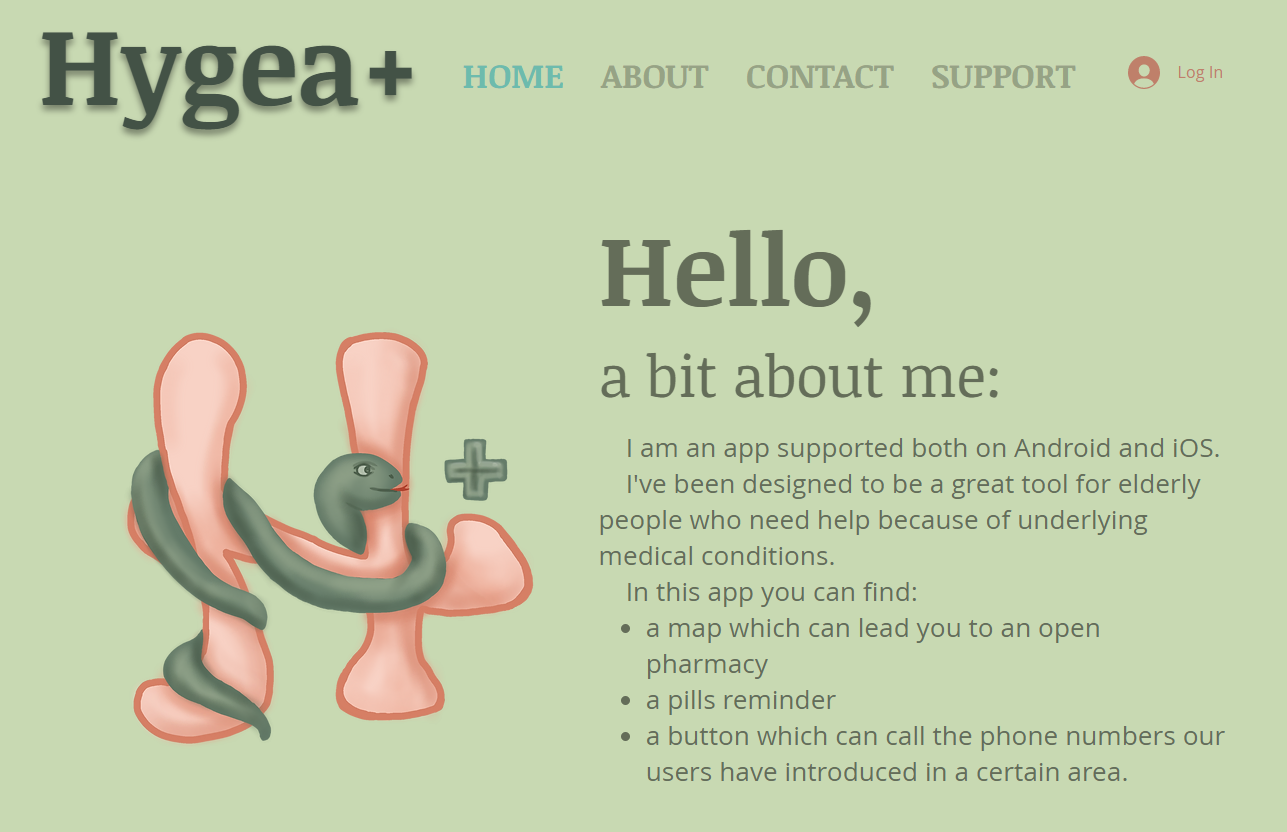 Hygea+
HOME ABOUT CONTACT SUPPORT Log In
Hello,
a bit about me:
I am an app supported both on Android and iOS.
I've been designed to be a great tool for elderly
people who need help because of underlying
medical conditions.
In this app you can find:
• a map which can lead you to an open
pharmacy
• a pills reminder
• a button which can call the phone numbers our
users have introduced in a certain area.
H+